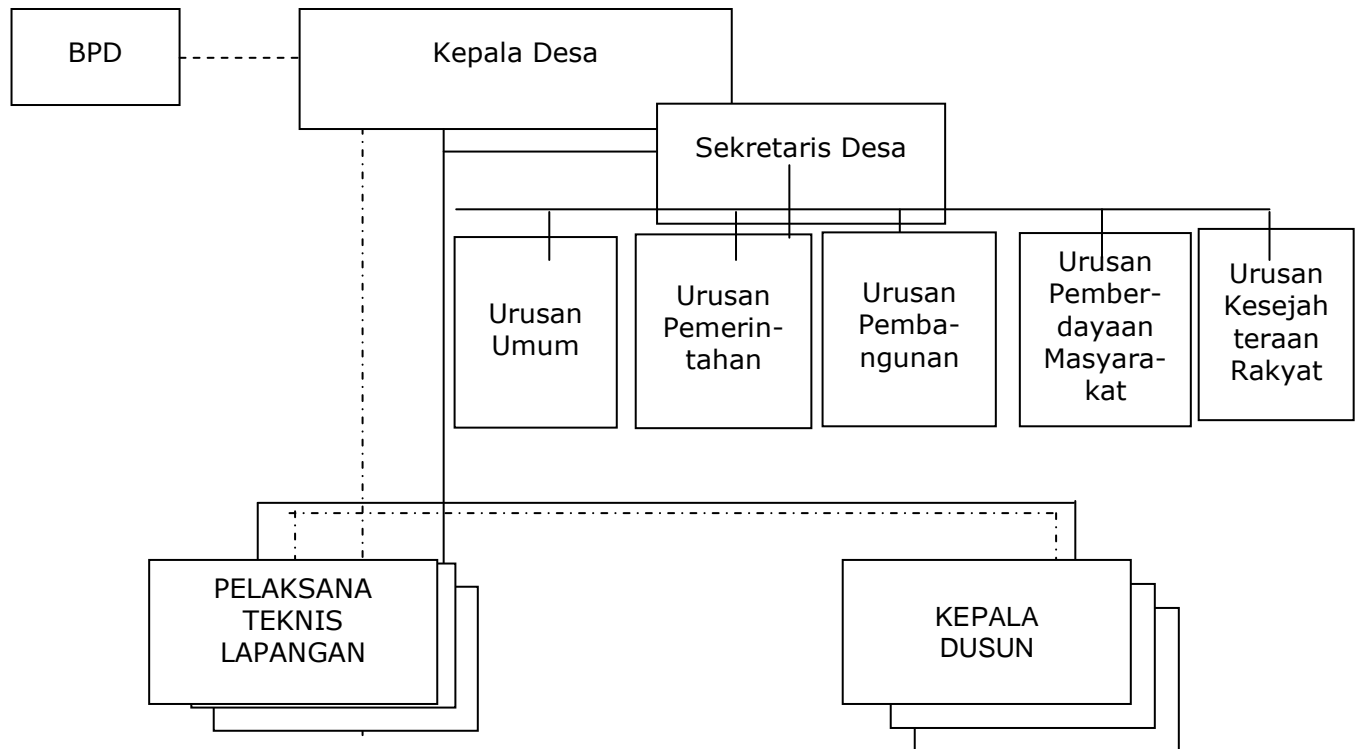 BPD
Kepala Desa
Sekretaris Desa
Urusan
Umum
Urusan
Pemerin-
tahan
Urusan
Pemba-
ngunan
Urusan
Pember-
dayaan
Masyara-
kat
Urusan
Kesejah
teraan
Rakyat
PELAKSANA
TEKNIS
LAPANGAN
KEPALA
DUSUN